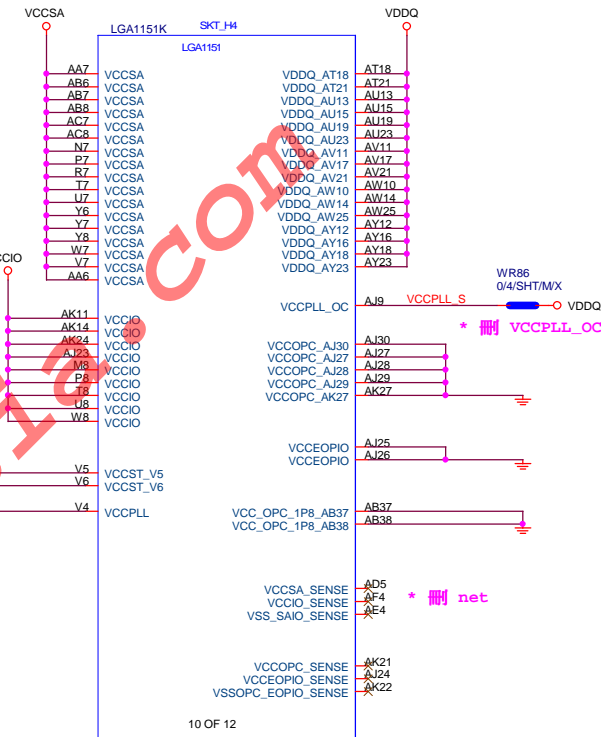 VCCSA
VDDQ
LGA1151K
SKT_H4
LGA1151
AA7 VCCSA
AB6 VCCSA
AB7 VCCSA
AB8 VCCSA
AC7 VCCSA
AC8 VCCSA
N7 VCCSA
P7 VCCSA
R7 VCCSA
T7 VCCSA
U7 VCCSA
Y6 VCCSA
Y7 VCCSA
Y8 VCCSA
W7 VCCSA
V7 VCCSA
AA6 VCCSA
VDDQ_AT18 AT18
VDDQ_AT21 AT21
VDDQ_AU13 AU13
VDDQ_AU15 AU15
VDDQ_AU19 AU19
VDDQ_AU23 AU23
VDDQ_AV11 AV11
VDDQ_AV17 AV17
VDDQ_AV21 AV21
VDDQ_AW10 AW10
VDDQ_AW14 AW14
VDDQ_AW25 AW25
VDDQ_AY12 AY12
VDDQ_AY16 AY16
VDDQ_AY18 AY18
VDDQ_AY23 AY23
CCIO
AK11 VCCIO
AK14 VCCIO
AK24 VCCIO
AJ23 VCCIO
M8 VCCIO
P8 VCCIO
T8 VCCIO
U8 VCCIO
W8 VCCIO
VCCPLL_OC AJ9 VCCPLL_S
WR86
0/4/SHT/M/X
VDDQ
* 刪 VCCPLL_OC
VCCOPC_AJ30 AJ30
VCCOPC_AJ27 AJ27
VCCOPC_AJ28 AJ28
VCCOPC_AJ29 AJ29
VCCOPC_AK27 AK27
VCCEOPIO AJ25
VCCEOPIO AJ26
V5 VCCST_V5
V6 VCCST_V6
V4 VCCPLL
VCC_OPC_1P8_AB37 AB37
VCC_OPC_1P8_AB38 AB38
VCCSA_SENSE AD5
VCCIO_SENSE AF4
VSS_SAIO_SENSE AE4
* 刪 net
VCCOPC_SENSE AK21
VCCEOPIO_SENSE AJ24
VSSOPC_EOPIO_SENSE AK22
10 OF 12
a.com